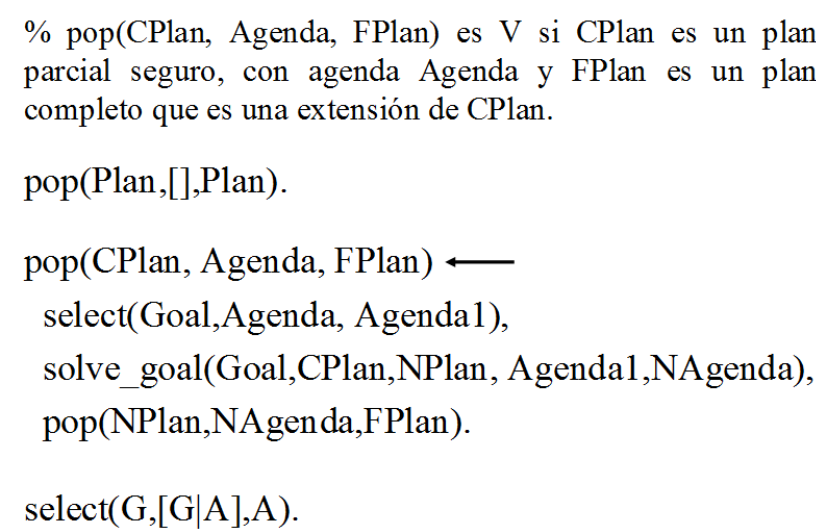 % pop(CPlan, Agenda, FPlan) es V si CPlan es un plan
parcial seguro, con agenda Agenda y FPlan es un plan
completo que es una extensión de CPlan.
pop(Plan,[],Plan).
pop(CPlan, Agenda, FPlan) ←
select(Goal,Agenda, Agenda1),
solve_goal(Goal,CPlan,NPlan, Agenda1,NAgenda),
pop(NPlan,NAgenda,FPlan).
select(G,[G|A],A).